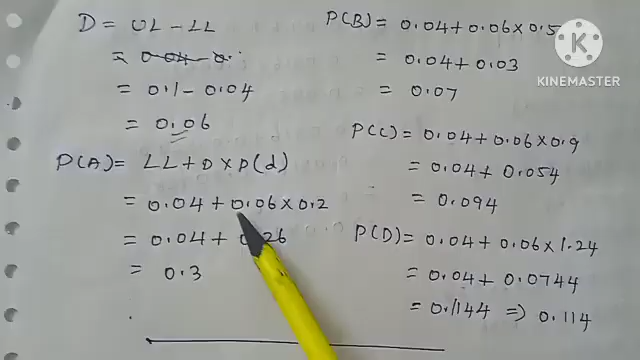 D = UL - LL
= 0.04 - 0.
= 0.1 - 0.04
= 0.06
P(A) = LL + D x P(d)
= 0.04 + 0.06 x 0.2
= 0.04 + 0.26
= 0.3
P(B) = 0.04 + 0.06 x 0.5
= 0.04 + 0.03
= 0.07
P(C) = 0.04 + 0.06 x 0.9
= 0.04 + 0.054
= 0.094
P(D) = 0.04 + 0.06 x 1.24
= 0.04 + 0.0744
= 0.1144 => 0.114
KINEMASTER